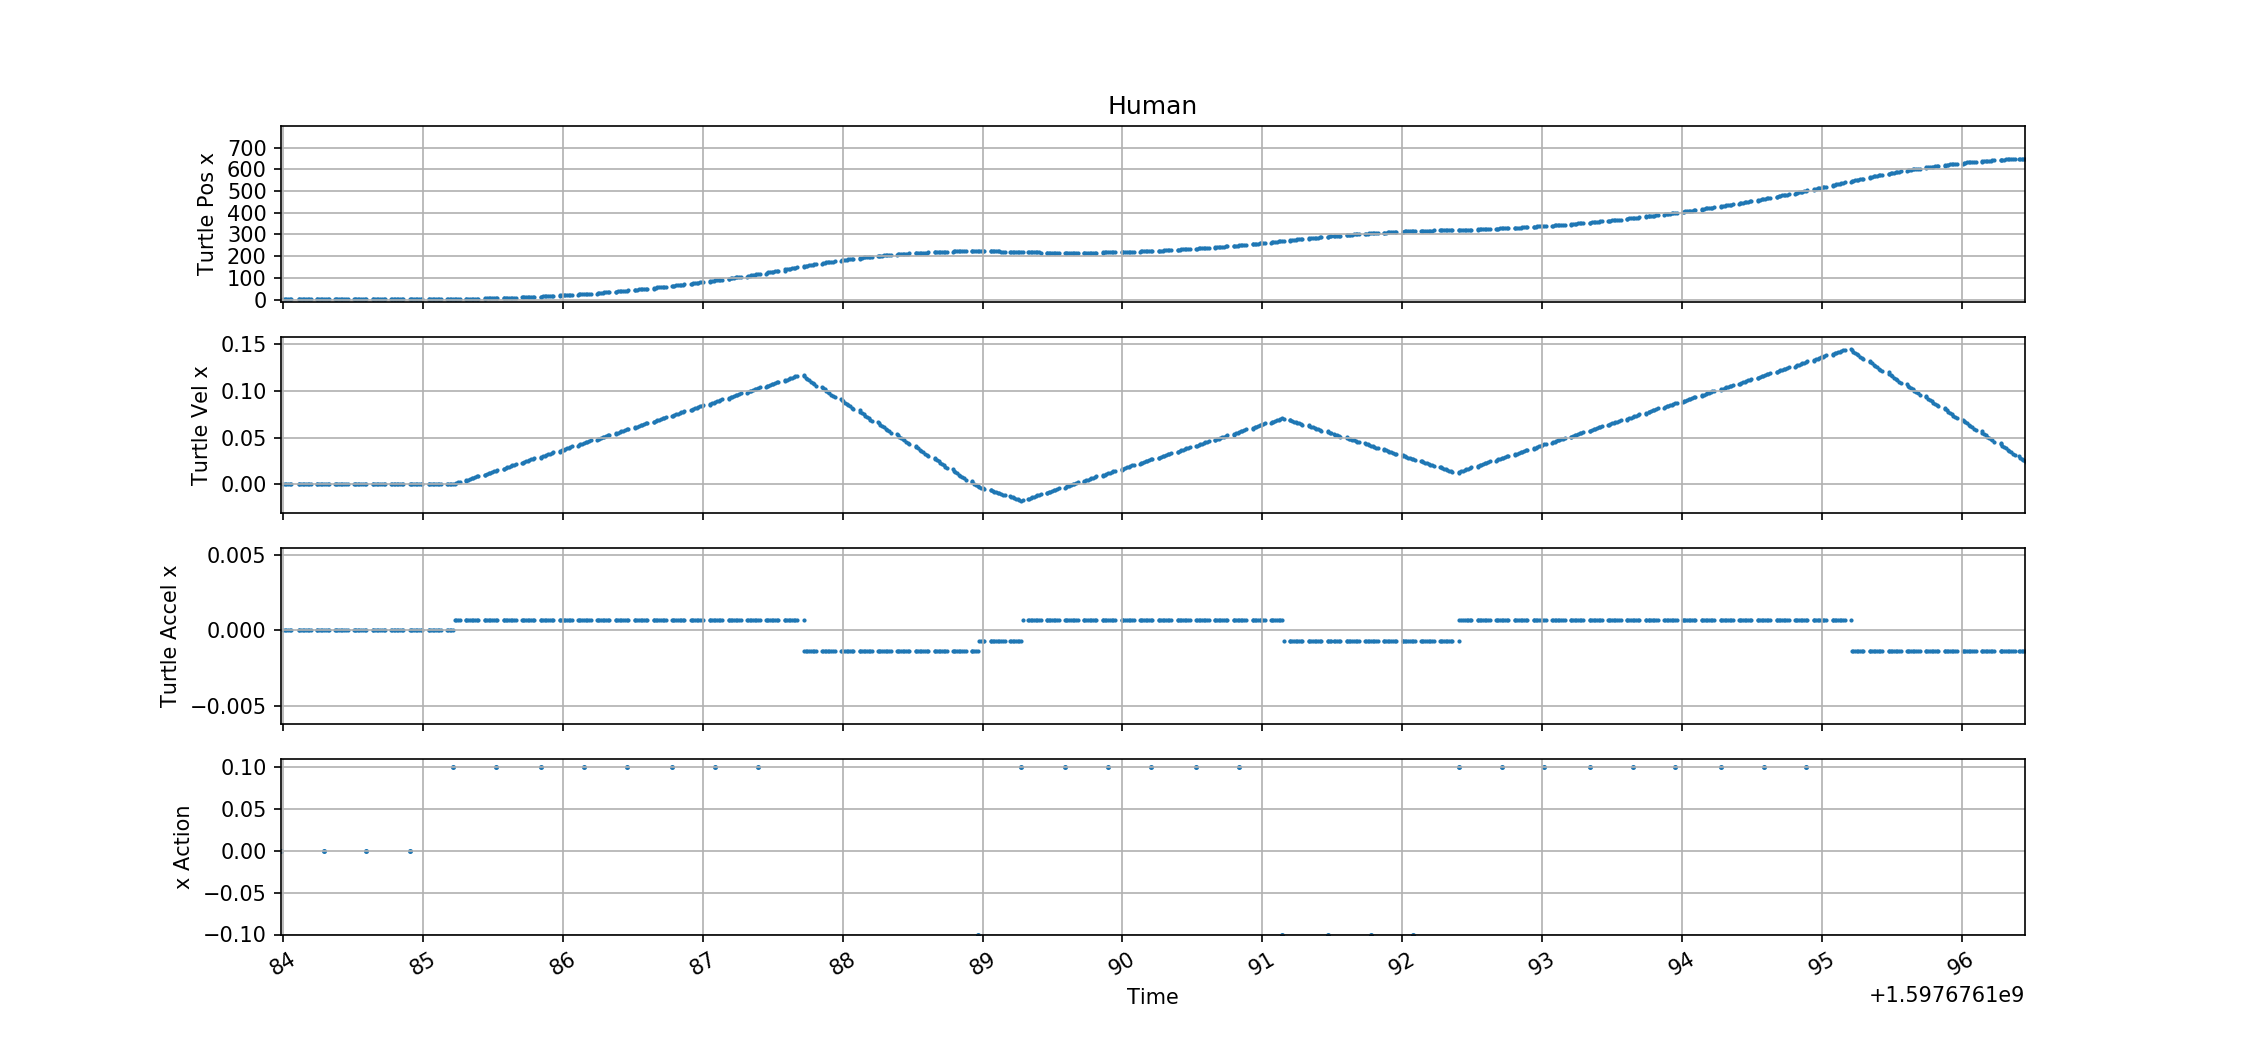 Human
Turtle Pos x
700
600
500
400
300
200
100
0
Turtle Vel x
0.15
0.10
0.05
0.00
Turtle Accel x
0.005
0.000
−0.005
x Action
0.10
0.05
0.00
−0.05
−0.10
84 85 86 87 88 89 90 91 92 93 94 95 96
Time
+1.5976761e9